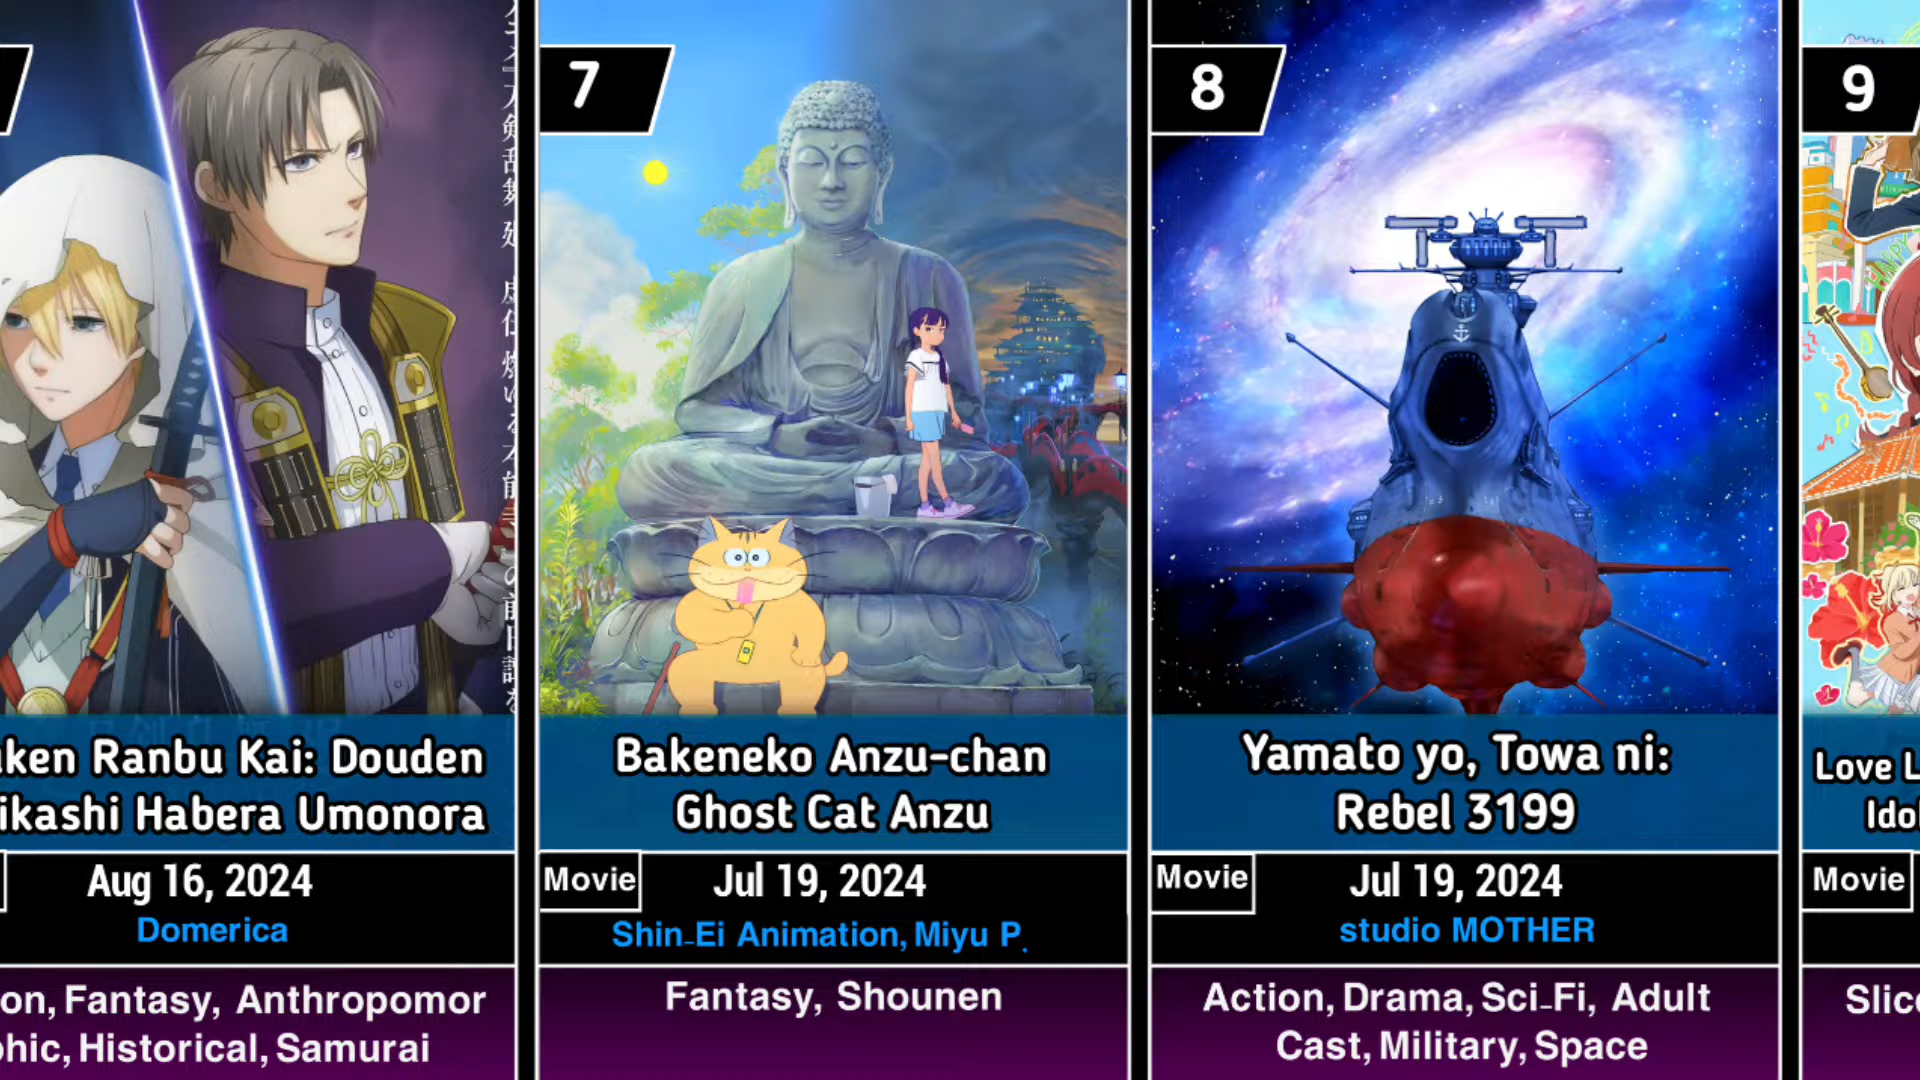 ken Ranbu Kai: Douden
ikashi Habera Umonora
Aug 16, 2024
Domerica
on, Fantasy, Anthropomor
hic, Historical, Samurai
7
Bakeneko Anzu-chan
Ghost Cat Anzu
Movie
Jul 19, 2024
Shin-Ei Animation, Miyu P.
Fantasy, Shounen
8
Yamato yo, Towa ni:
Rebel 3199
Movie
Jul 19, 2024
studio MOTHER
Action, Drama, Sci-Fi, Adult
Cast, Military, Space
9
Love L
Idol
Movie
Slice